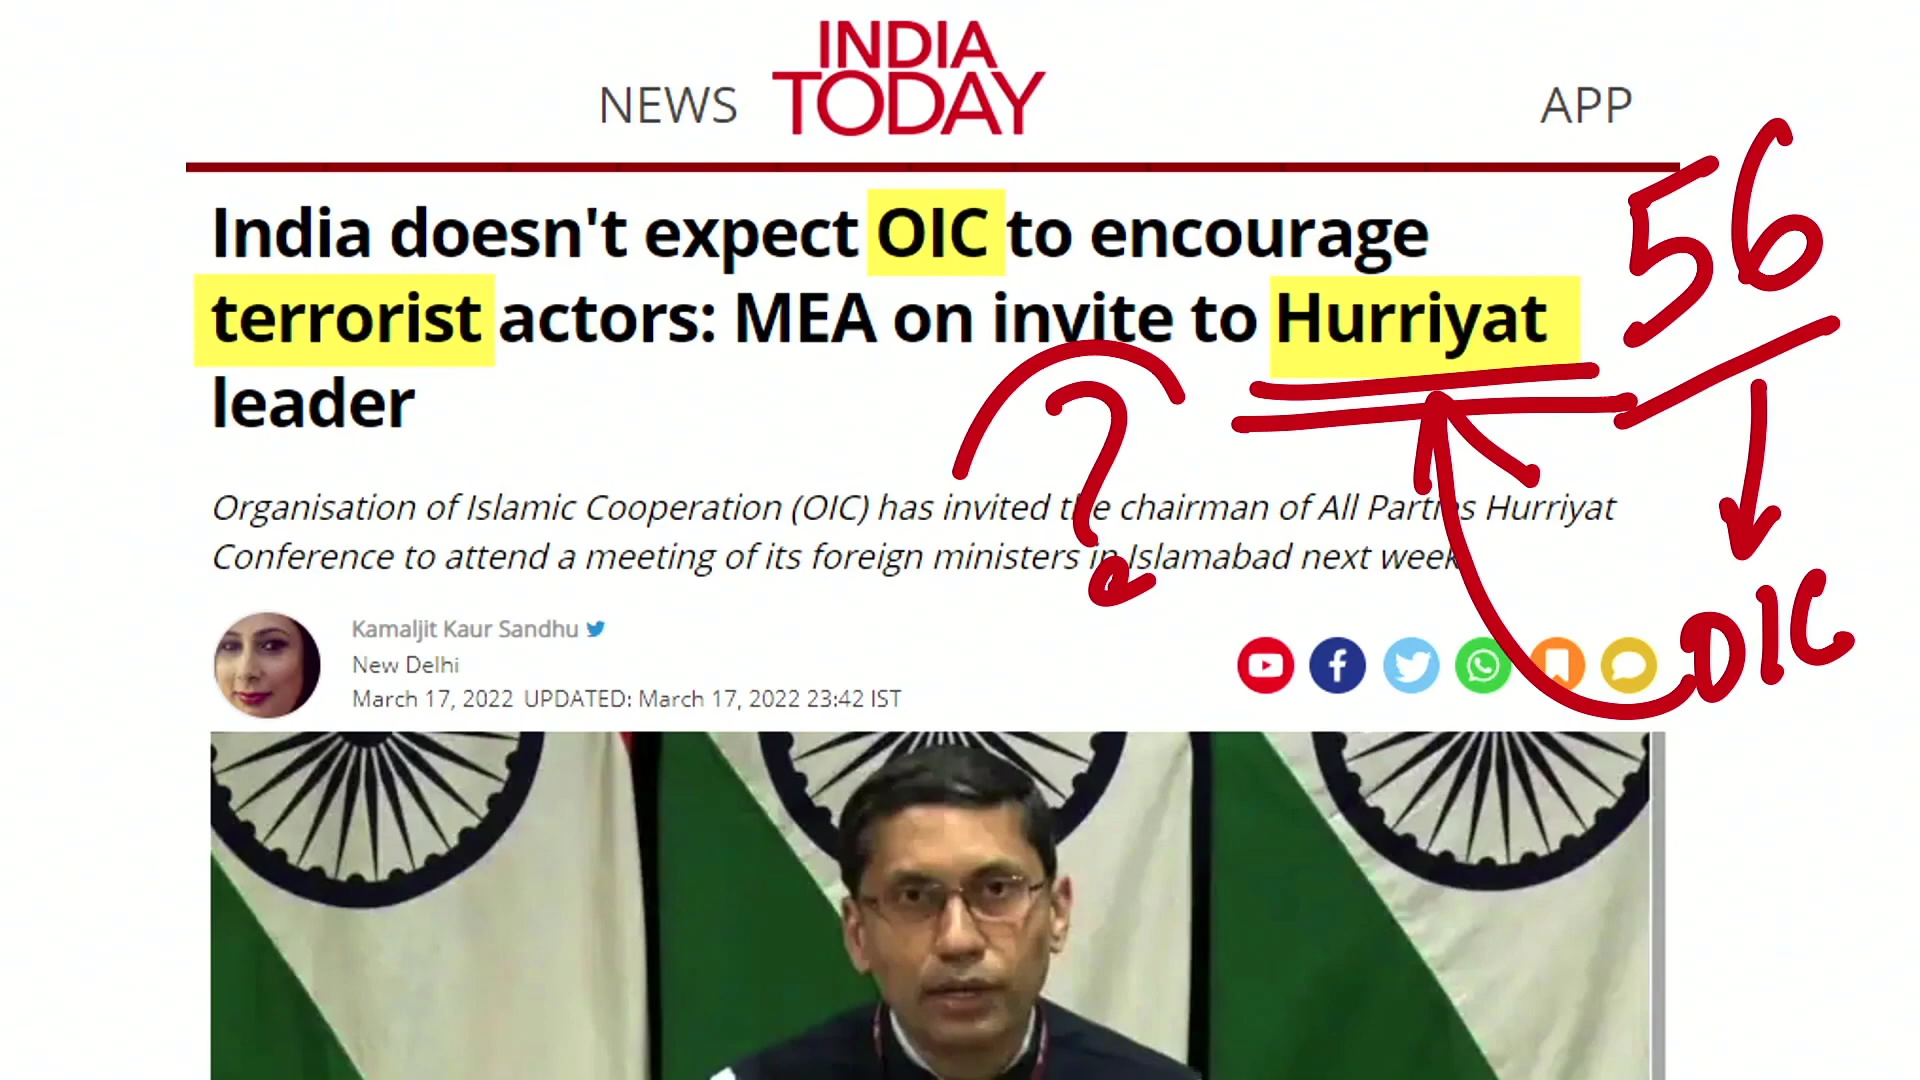 INDIA
TODAY
NEWS
APP
India doesn't expect OIC to encourage
terrorist actors: MEA on invite to Hurriyat
leader
56
?
Organisation of Islamic Cooperation (OIC) has invited the chairman of All Parties Hurriyat
Conference to attend a meeting of its foreign ministers in Islamabad next week
OIC
Kamaljit Kaur Sandhu
New Delhi
March 17, 2022 UPDATED: March 17, 2022 23:42 IST